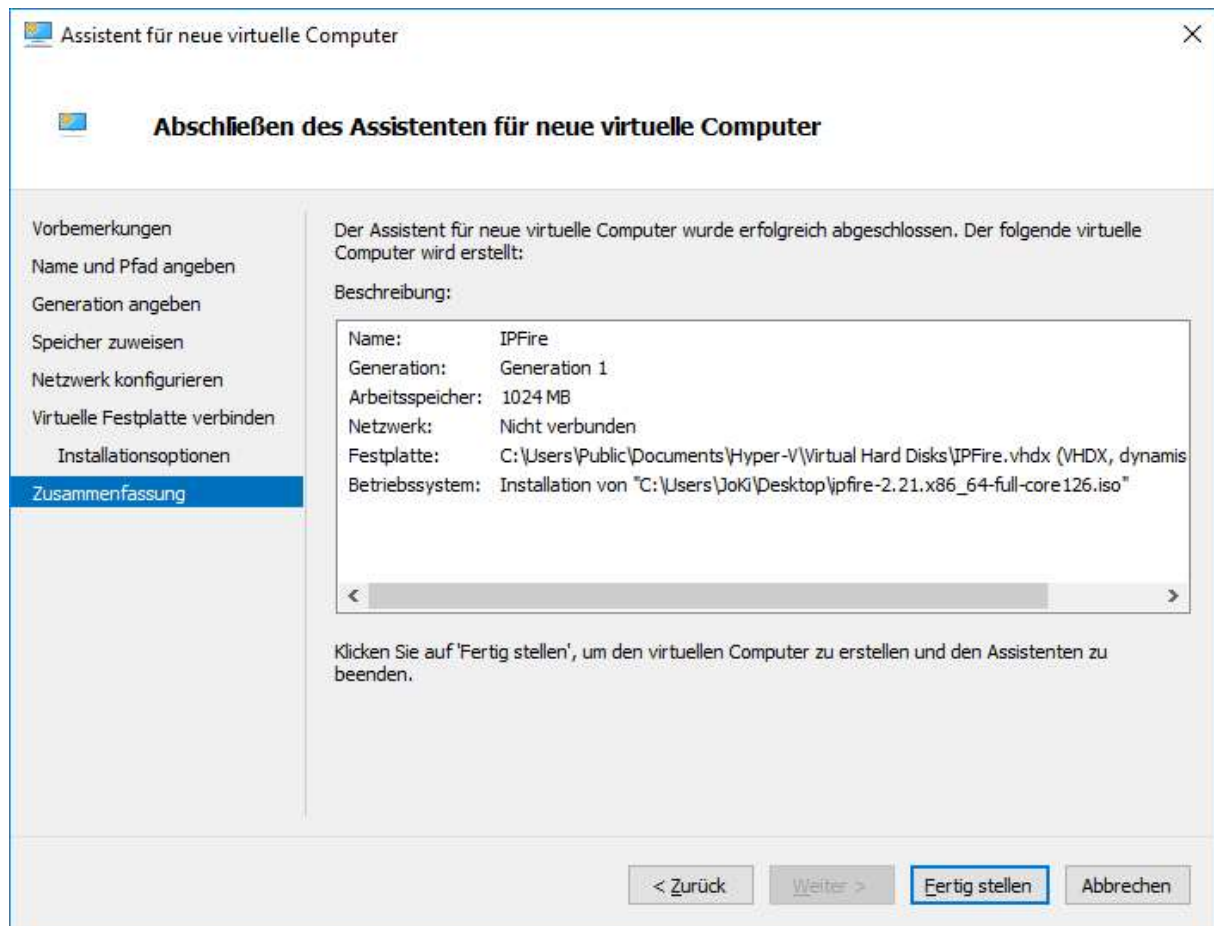 Assistent für neue virtuelle Computer
Abschließen des Assistenten für neue virtuelle Computer
Vorbemerkungen
Name und Pfad angeben
Generation angeben
Speicher zuweisen
Netzwerk konfigurieren
Virtuelle Festplatte verbinden
Installationsoptionen
Zusammenfassung
Der Assistent für neue virtuelle Computer wurde erfolgreich abgeschlossen. Der folgende virtuelle
Computer wird erstellt:
Beschreibung:
Name: IPFire
Generation: Generation 1
Arbeitsspeicher: 1024 MB
Netzwerk: Nicht verbunden
Festplatte: C:\Users\Public\Documents\Hyper-V\Virtual Hard Disks\IPFire.vhdx (VHDX, dynamis
Betriebssystem: Installation von "C:\Users\JoKi\Desktop\ipfire-2.21.x86_64-full-core126.iso"
Klicken Sie auf 'Fertig stellen', um den virtuellen Computer zu erstellen und den Assistenten zu
beenden.
< Zurück Weiter > Fertig stellen Abbrechen